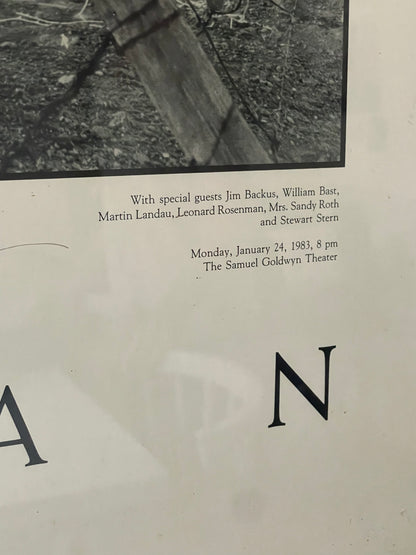 With special guests Jim Backus, William Bast,
Martin Landau, Leonard Rosenman, Mrs. Sandy Roth
and Stewart Stern
Monday, January 24, 1983, 8 pm
The Samuel Goldwyn Theater
A N